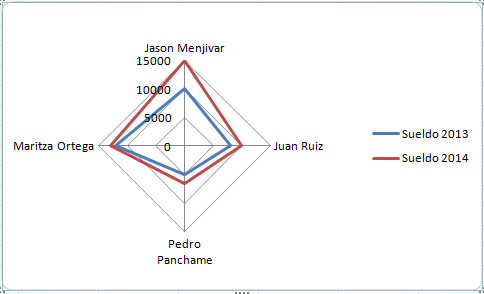 Jason Menjivar
15000
10000
5000
0
Maritza Ortega
Juan Ruiz
Pedro
Panchame
Sueldo 2013
Sueldo 2014